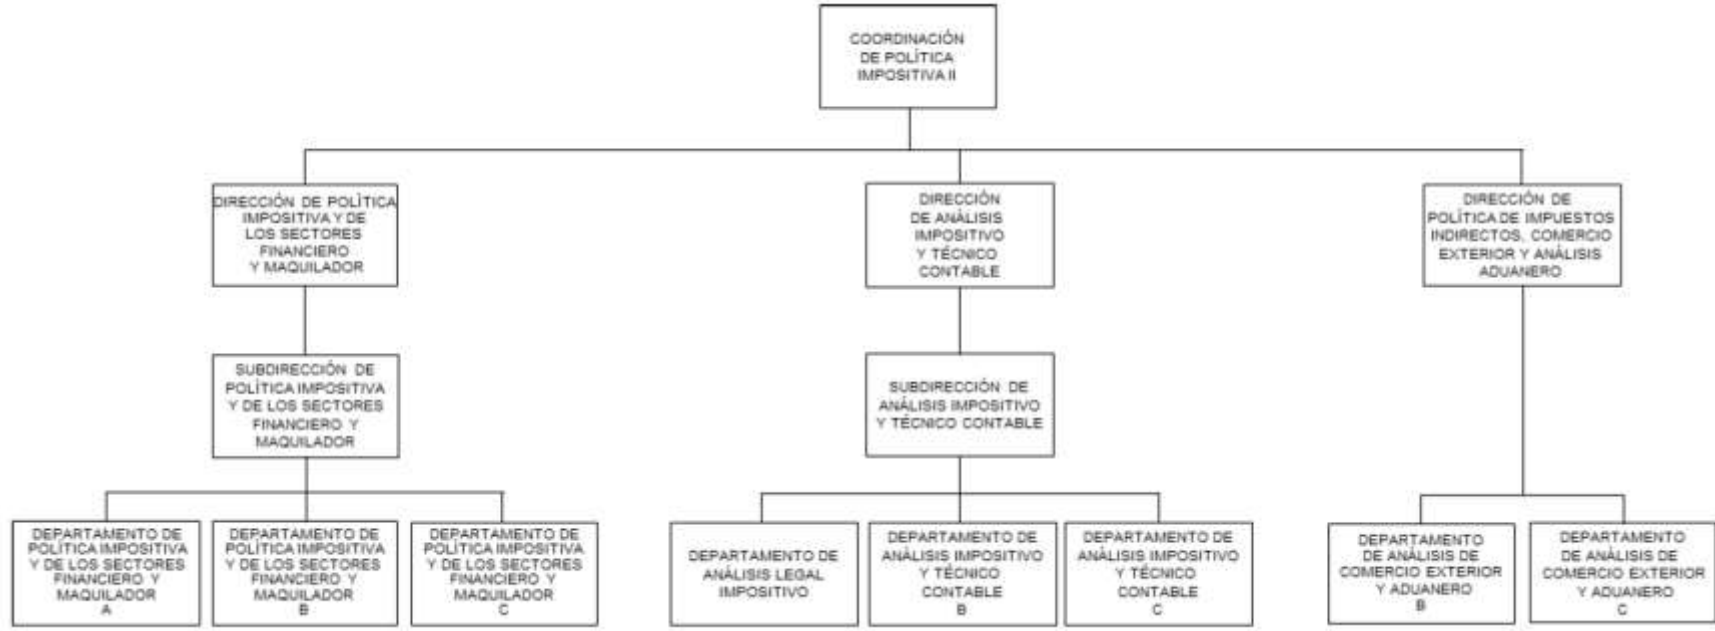 COORDINACIÓN
DE POLÍTICA
IMPOSITIVA II
DIRECCIÓN DE POLÍTICA
IMPOSITIVA Y DE
LOS SECTORES
FINANCIERO
Y MAQUILADOR
DIRECCIÓN
DE ANÁLISIS
IMPOSITIVO
Y TÉCNICO
CONTABLE
DIRECCIÓN DE
POLÍTICA DE IMPUESTOS
INDIRECTOS, COMERCIO
EXTERIOR Y ANÁLISIS
ADUANERO
SUBDIRECCIÓN DE
POLÍTICA IMPOSITIVA
Y DE LOS SECTORES
FINANCIERO Y
MAQUILADOR
SUBDIRECCIÓN DE
ANÁLISIS IMPOSITIVO
Y TÉCNICO CONTABLE
DEPARTAMENTO DE
POLÍTICA IMPOSITIVA
Y DE LOS SECTORES
FINANCIERO Y
MAQUILADOR
A
DEPARTAMENTO DE
POLÍTICA IMPOSITIVA
Y DE LOS SECTORES
FINANCIERO Y
MAQUILADOR
B
DEPARTAMENTO DE
POLÍTICA IMPOSITIVA
Y DE LOS SECTORES
FINANCIERO Y
MAQUILADOR
C
DEPARTAMENTO DE
ANÁLISIS LEGAL
IMPOSITIVO
DEPARTAMENTO DE
ANÁLISIS IMPOSITIVO
Y TÉCNICO
CONTABLE
B
DEPARTAMENTO DE
ANÁLISIS IMPOSITIVO
Y TÉCNICO
CONTABLE
C
DEPARTAMENTO
DE ANÁLISIS DE
COMERCIO EXTERIOR
Y ADUANERO
B
DEPARTAMENTO
DE ANÁLISIS DE
COMERCIO EXTERIOR
Y ADUANERO
C